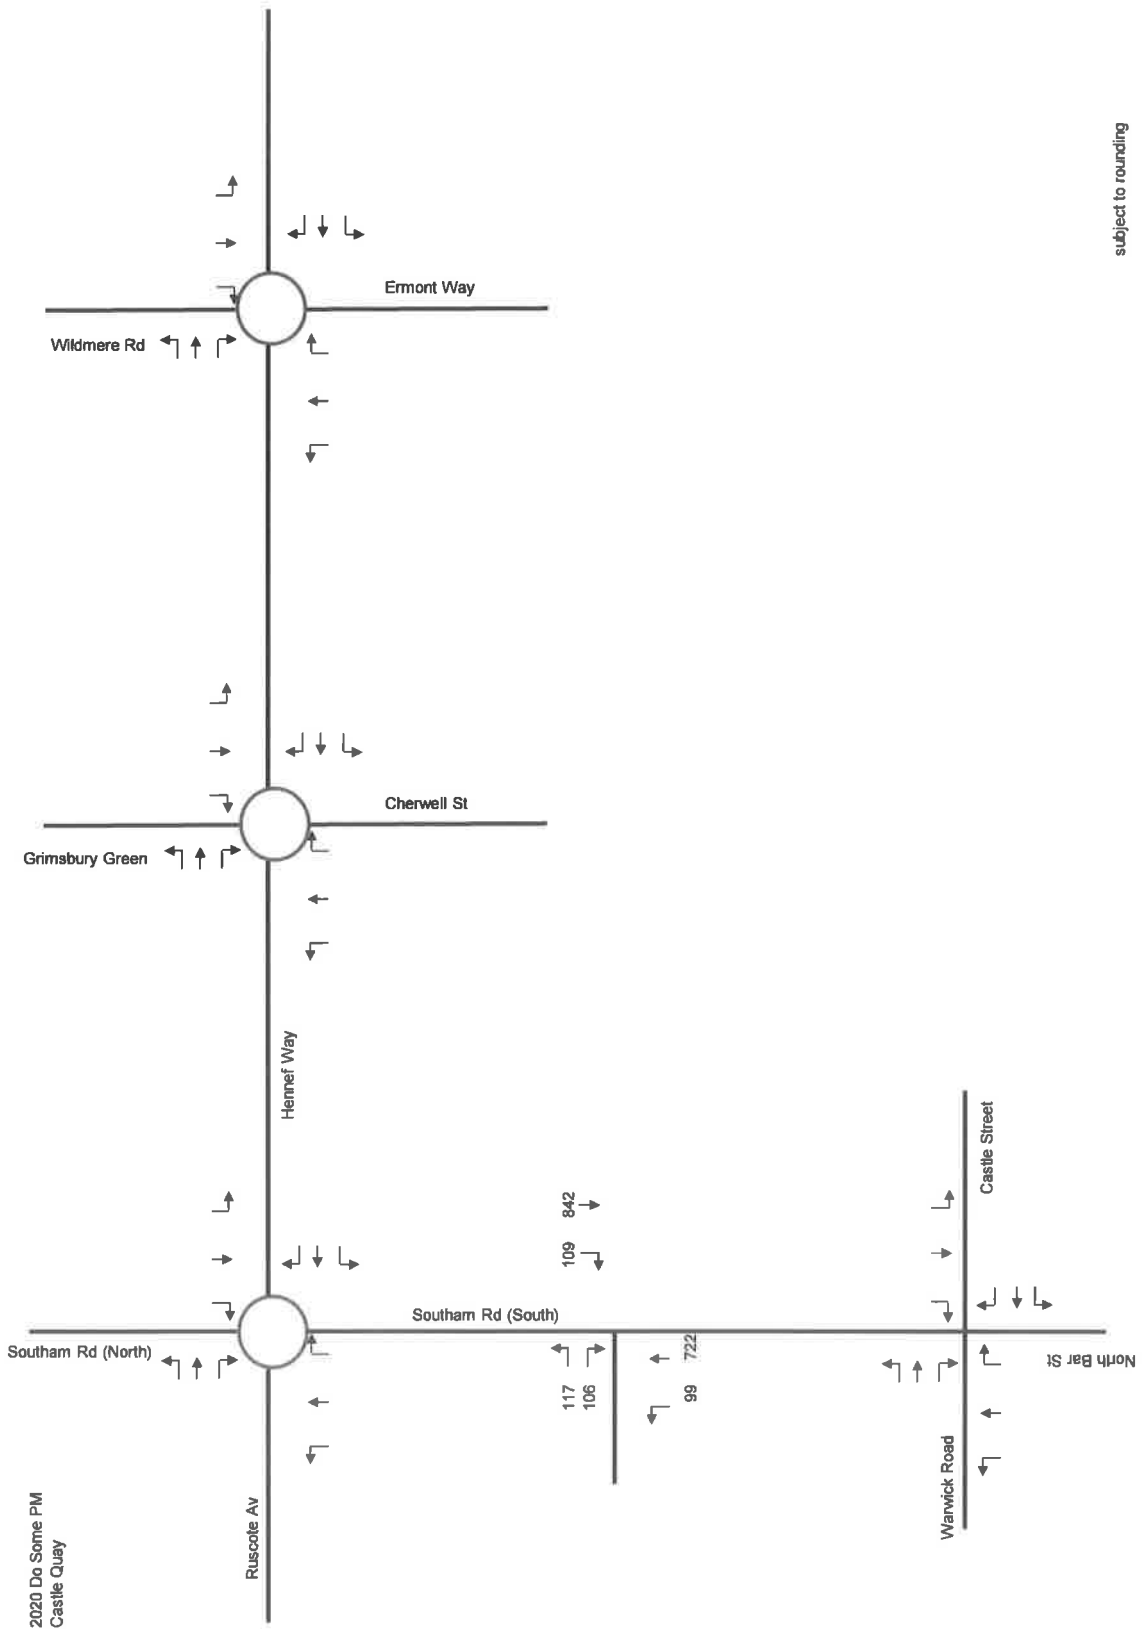 2020 Do Some PM
Castle Quay
Southam Rd (North)
Ruscote Av
Hennef Way
Grimsbury Green
Cherwell St
Wildmere Rd
Ermont Way
Southam Rd (South)
842
109
117
106
722
99
Warwick Road
Castle Street
North Bar St
subject to rounding